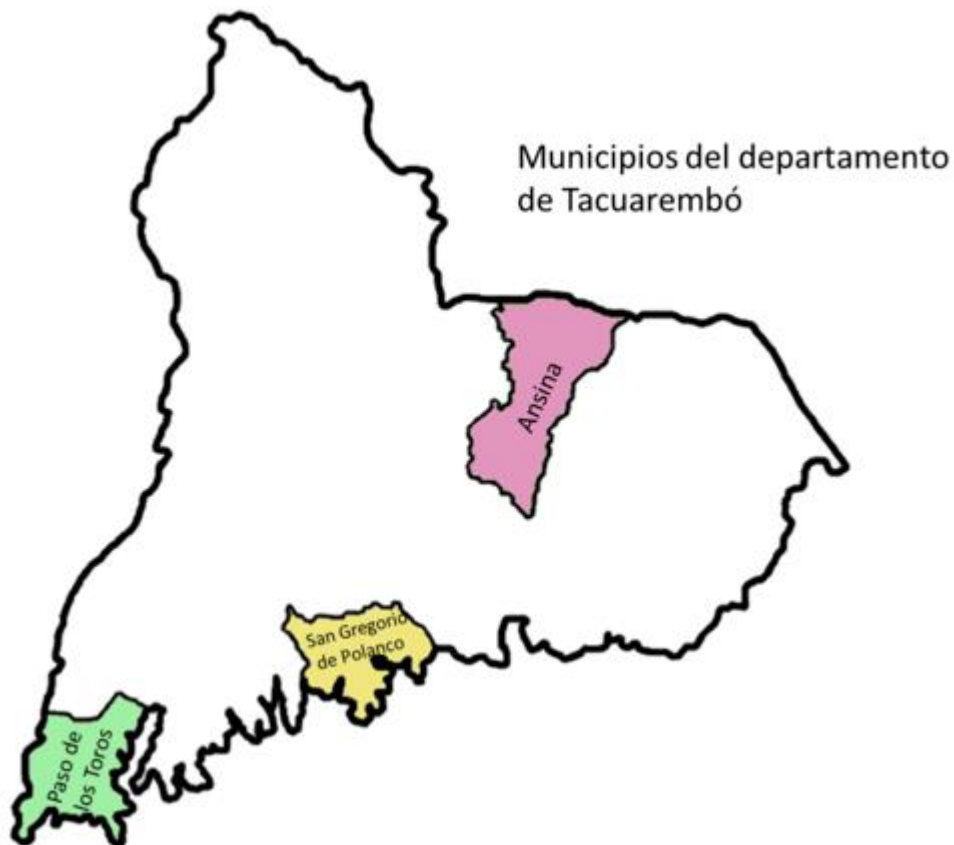 Municipios del departamento
de Tacuarembó
Ansina
San Gregorio
de Polanco
Paso de
los Toros